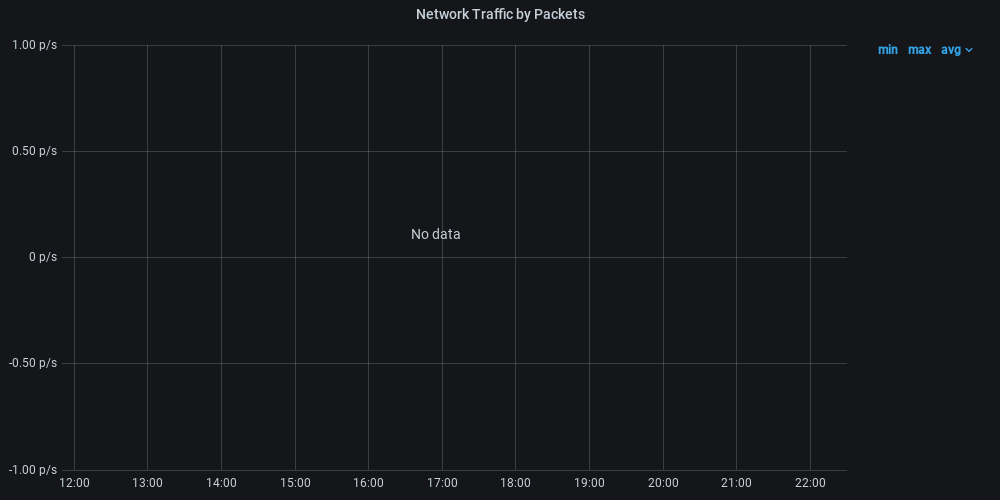 Network Traffic by Packets
1.00 p/s
min max avg
0.50 p/s
No data
0 p/s
-0.50 p/s
-1.00 p/s
12:00 13:00 14:00 15:00 16:00 17:00 18:00 19:00 20:00 21:00 22:00